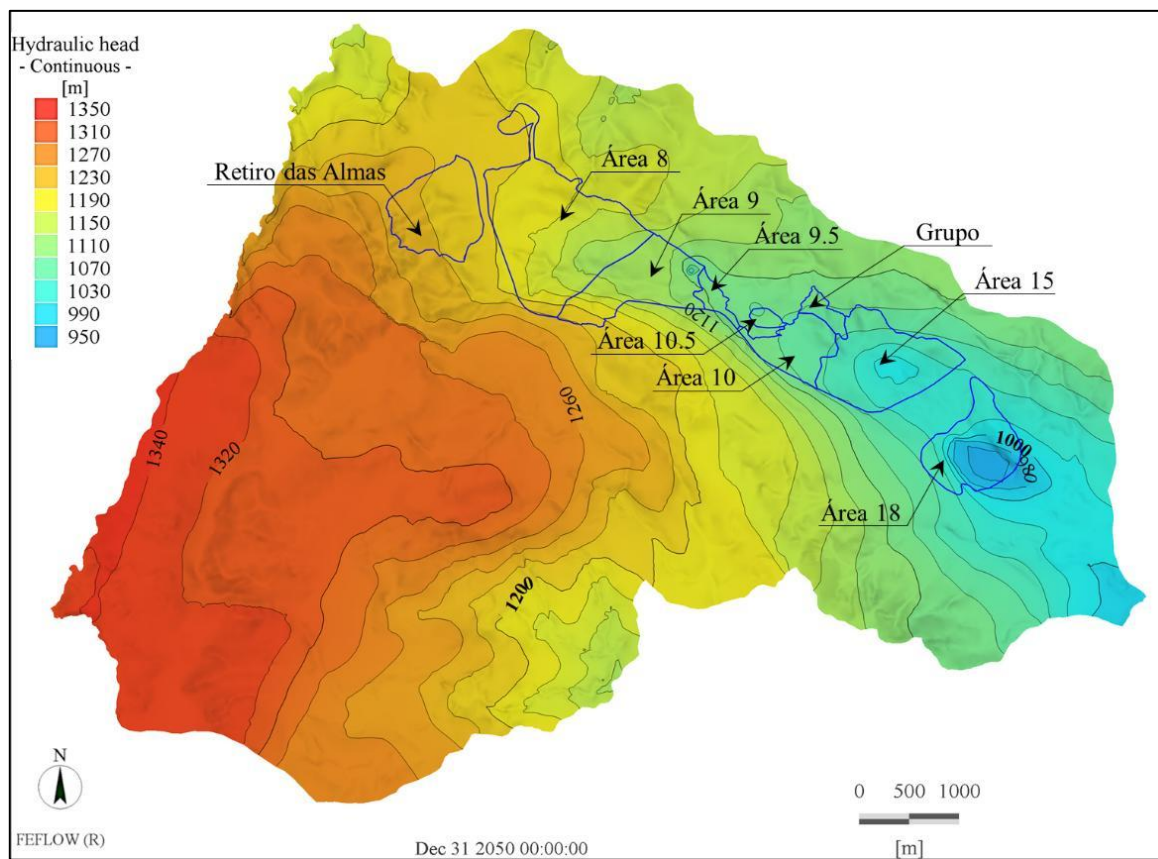 Hydraulic head
- Continuous -
[m]
1350
1310
1270
1230
1190
1150
1110
1070
1030
990
950
Retiro das Almas
Área 8
Área 9
Área 9.5
Grupo
Área 15
1120
Área 10.5
Área 10
1260
1340
1320
1000
980
Área 18
1200
N
0 500 1000
[m]
FEFLOW (R)
Dec 31 2050 00:00:00